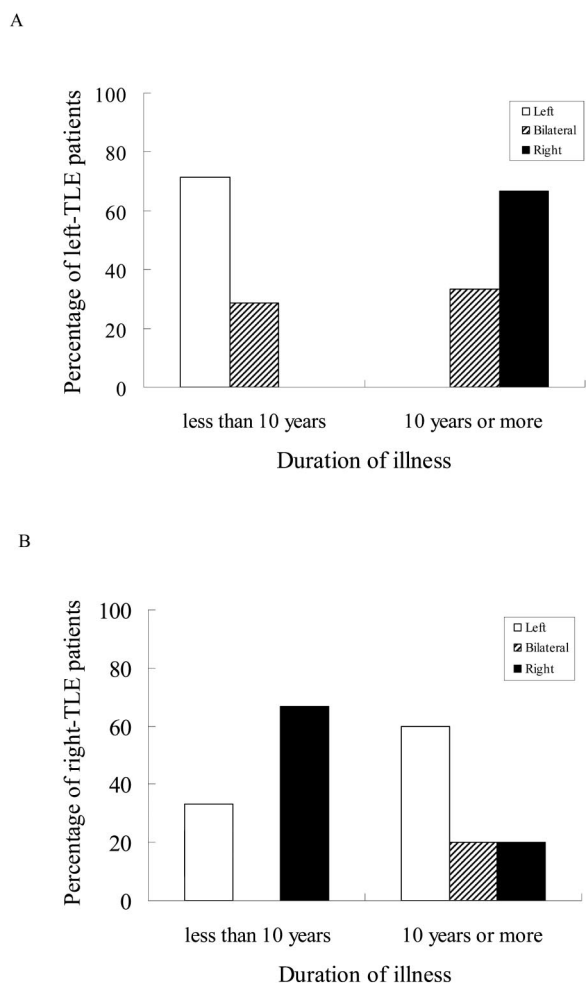 A
Percentage of left-TLE patients
100
80
60
40
20
0
Left
Bilateral
Right
less than 10 years
10 years or more
Duration of illness
B
Percentage of right-TLE patients
100
80
60
40
20
0
Left
Bilateral
Right
less than 10 years
10 years or more
Duration of illness